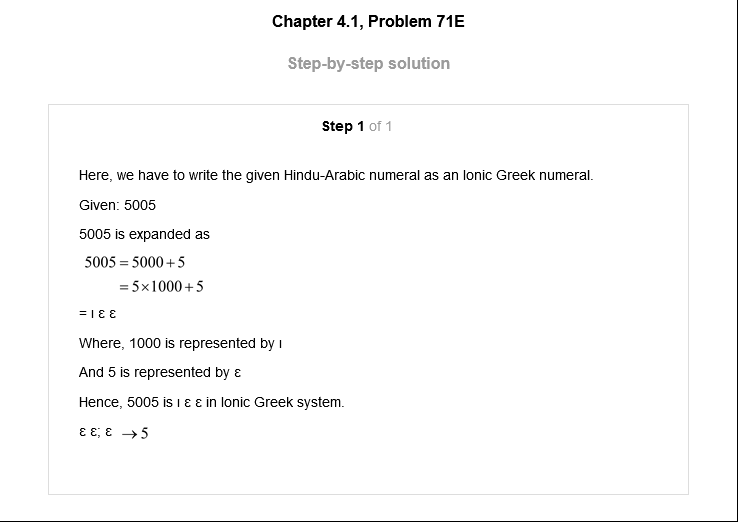 Chapter 4.1, Problem 71E
Step-by-step solution
Step 1 of 1
Here, we have to write the given Hindu-Arabic numeral as an Ionic Greek numeral.
Given: 5005
5005 is expanded as
5005 = 5000 + 5
= 5×1000 + 5
= ı ε ε
Where, 1000 is represented by ı
And 5 is represented by ε
Hence, 5005 is ı ε ε in Ionic Greek system.
ε ε; ε → 5